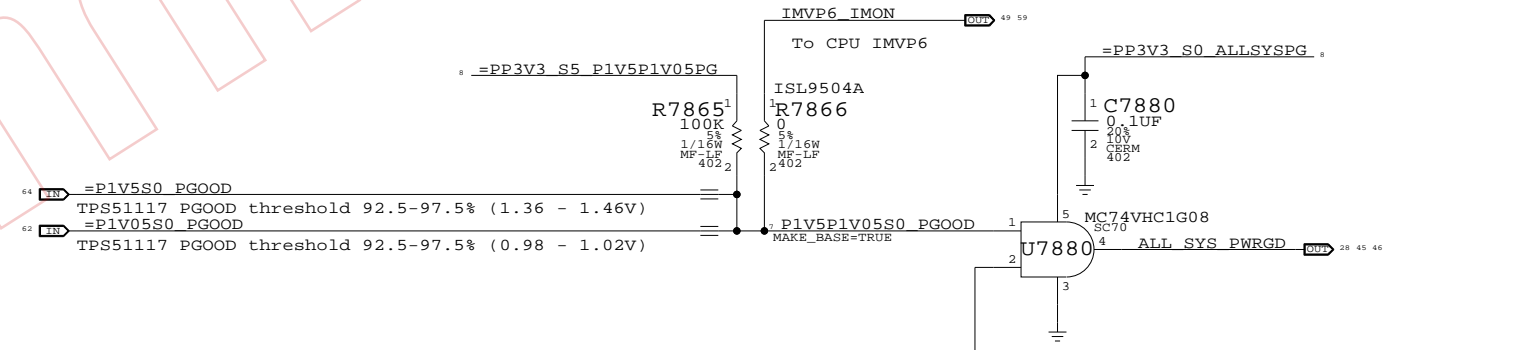 IMVP6_IMON
OUT
49 59
To CPU IMVP6
8
=PP3V3_S5_P1V5P1V05PG
=PP3V3_S0_ALLSYSPG
8
ISL9504A
R7865
1
100K
5%
1/16W
MF-LF
402
2
1
R7866
0
5%
1/16W
MF-LF
402
2
1
C7880
0.1UF
20%
10V
CERM
402
2
64
IN
=P1V5S0_PGOOD
TPS51117 PGOOD threshold 92.5-97.5% (1.36 - 1.46V)
62
IN
=P1V05S0_PGOOD
TPS51117 PGOOD threshold 92.5-97.5% (0.98 - 1.02V)
7
P1V5P1V05S0_PGOOD
MAKE_BASE=TRUE
1
5
MC74VHC1G08
SC70
U7880
4
ALL_SYS_PWRGD
OUT
28 45 46
2
3